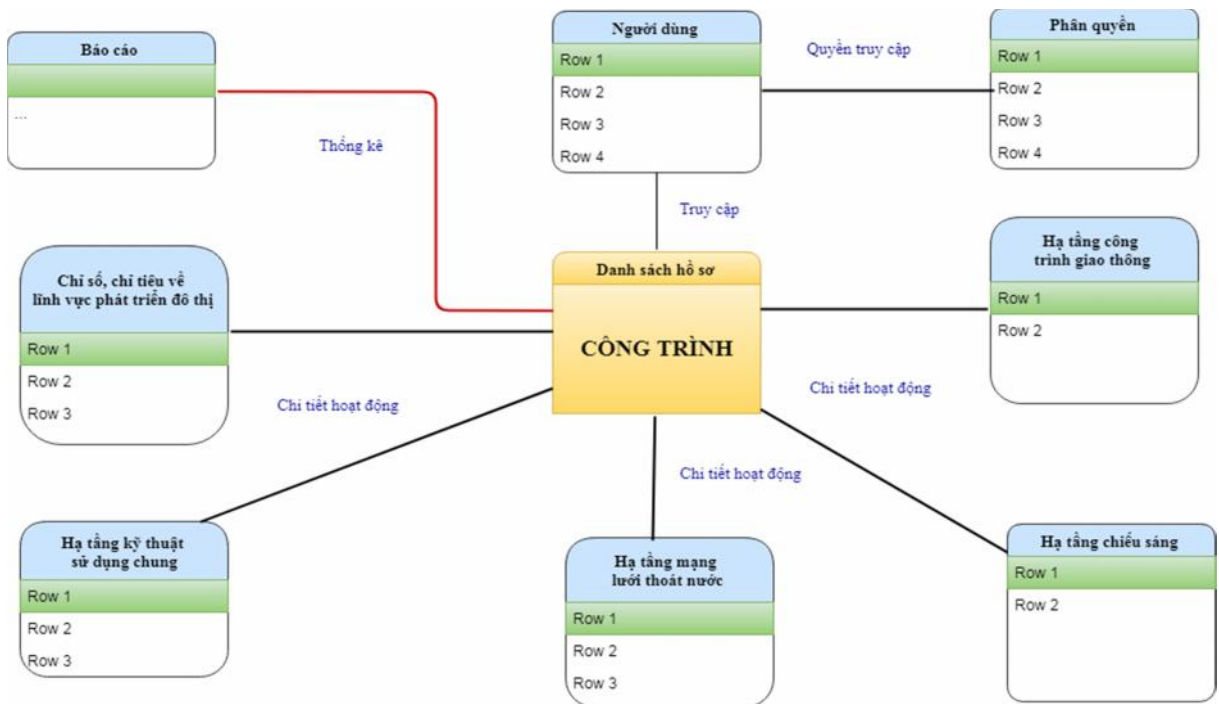 Báo cáo
...
Người dùng
Row 1
Row 2
Row 3
Row 4
Quyền truy cập
Phân quyền
Row 1
Row 2
Row 3
Row 4
Thống kê
Truy cập
Chỉ số, chỉ tiêu về
lĩnh vực phát triển đô thị
Row 1
Row 2
Row 3
Danh sách hồ sơ
CÔNG TRÌNH
Hạ tầng công
trình giao thông
Row 1
Row 2
Chi tiết hoạt động
Chi tiết hoạt động
Chi tiết hoạt động
Hạ tầng kỹ thuật
sử dụng chung
Row 1
Row 2
Row 3
Hạ tầng mạng
lưới thoát nước
Row 1
Row 2
Row 3
Hạ tầng chiếu sáng
Row 1
Row 2